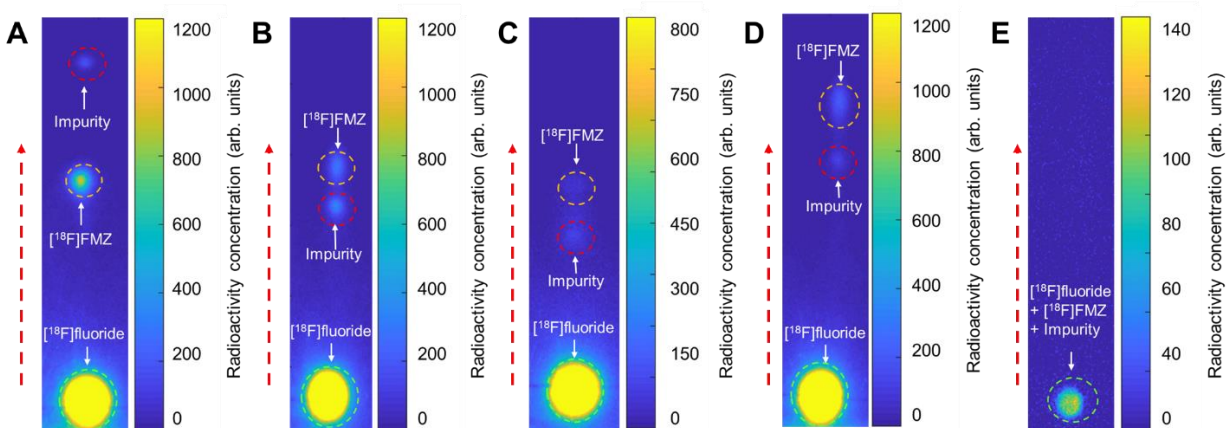 A
Impurity
[¹⁸F]FMZ
[¹⁸F]fluoride
1200
1000
800
600
400
200
0
Radioactivity concentration (arb. units)
B
[¹⁸F]FMZ
Impurity
[¹⁸F]fluoride
1200
1000
800
600
400
200
0
Radioactivity concentration (arb. units)
C
[¹⁸F]FMZ
Impurity
[¹⁸F]fluoride
800
750
600
450
300
150
0
Radioactivity concentration (arb. units)
D
[¹⁸F]FMZ
Impurity
[¹⁸F]fluoride
1200
1000
800
600
400
200
0
Radioactivity concentration (arb. units)
E
[¹⁸F]fluoride
+ [¹⁸F]FMZ
+ Impurity
140
120
100
80
60
40
20
0
Radioactivity concentration (arb. units)